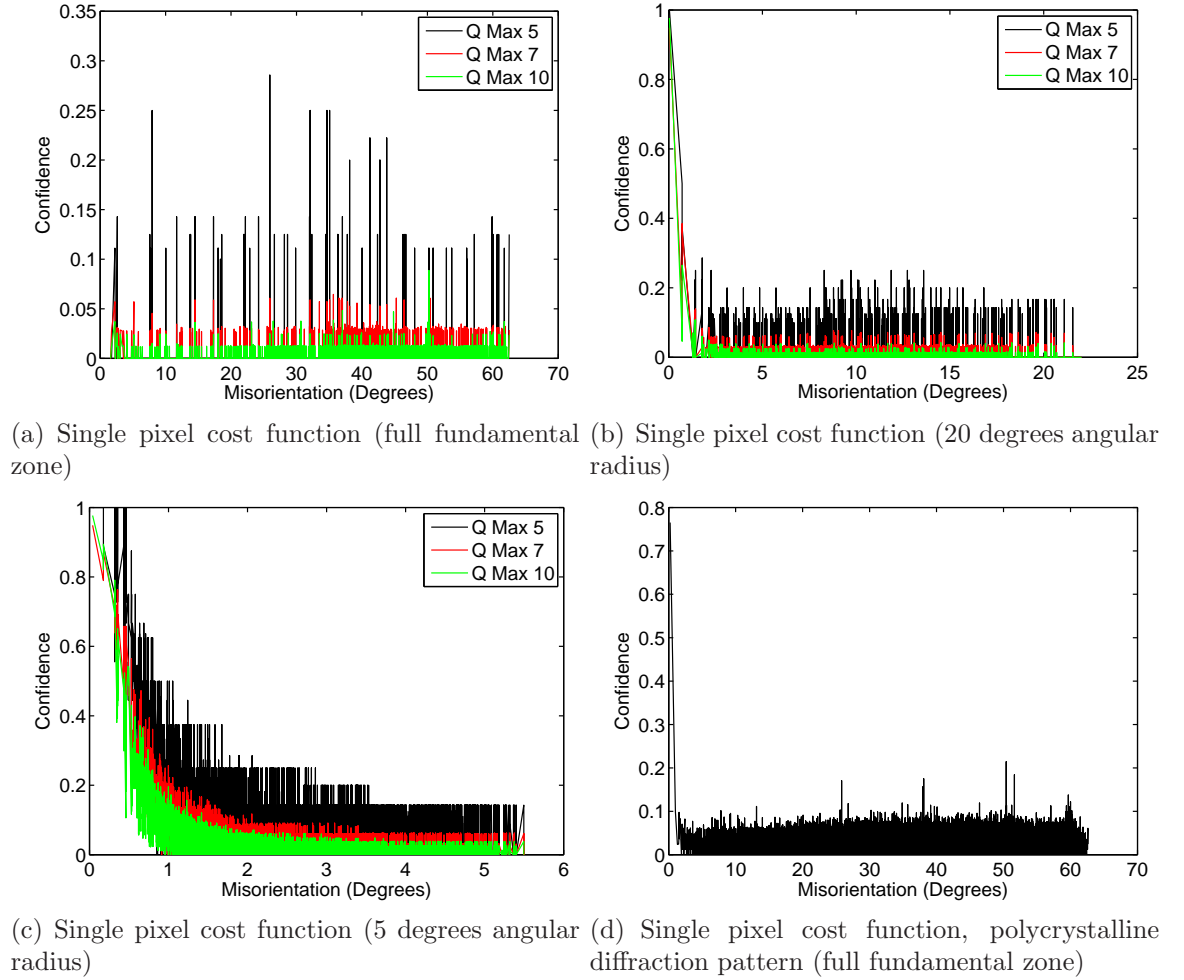 0.35
0.3
0.25
0.2
0.15
0.1
0.05
0
0 10 20 30 40 50 60 70
Misorientation (Degrees)
Confidence
Q Max 5
Q Max 7
Q Max 10
(a) Single pixel cost function (full fundamental
zone)
1
0.8
0.6
0.4
0.2
0
0 5 10 15 20 25
Misorientation (Degrees)
Confidence
Q Max 5
Q Max 7
Q Max 10
(b) Single pixel cost function (20 degrees angular
radius)
1
0.8
0.6
0.4
0.2
0
0 1 2 3 4 5 6
Misorientation (Degrees)
Confidence
Q Max 5
Q Max 7
Q Max 10
(c) Single pixel cost function (5 degrees angular
radius)
0.8
0.7
0.6
0.5
0.4
0.3
0.2
0.1
0
0 10 20 30 40 50 60 70
Misorientation (Degrees)
Confidence
(d) Single pixel cost function, polycrystalline
diffraction pattern (full fundamental zone)